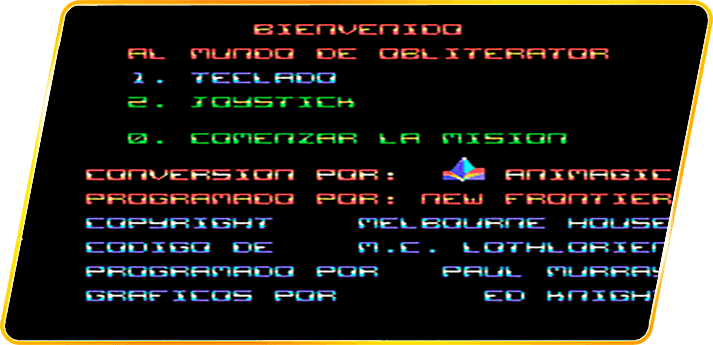 BIENVENIDO
AL MUNDO DE OBLITERATOR
1. TECLADO
2. JOYSTICK
0. COMENZAR LA MISION
CONVERSION POR: ANIMAGIC
PROGRAMADO POR: NEW FRONTIER
COPYRIGHT MELBOURNE HOUSE
CODIGO DE M.C. LOTHLORIEN
PROGRAMADO POR PAUL MURRAY
GRAFICOS POR ED KNIGH